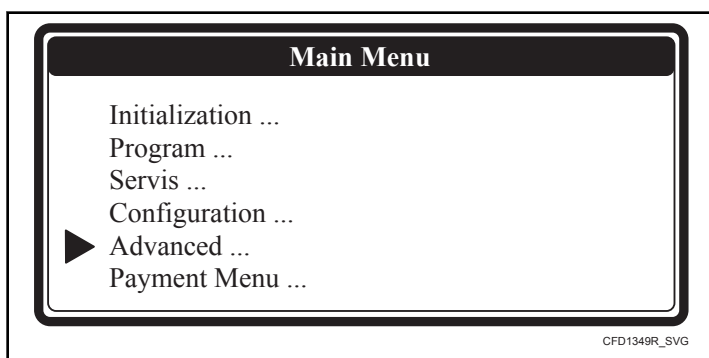 Main Menu
Initialization ...
Program ...
Servis ...
Configuration ...
Advanced ...
Payment Menu ...
CFD1349R_SVG